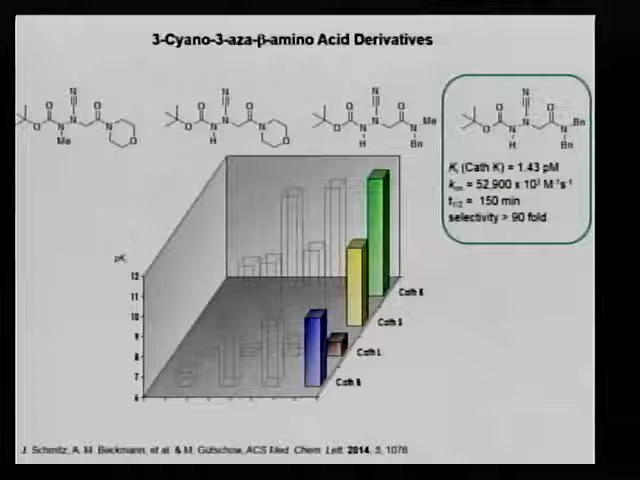 3-Cyano-3-aza-β-amino Acid Derivatives
N
N
N
N
O
O
O
N
N
N
O
Me
O
O
O
N
N
N
O
H
O
O
O
N
N
N
Me
H
Bn
O
O
O
N
N
N
Bn
H
Bn
Ki (Cath K) = 1.43 pM
kon = 52,900 x 10³ M⁻¹s⁻¹
t1/2 = 150 min
selectivity > 90 fold
pKi
12
11
10
9
8
7
6
Cath K
Cath S
Cath L
Cath B
J. Schmitz, A. M. Beckmann, et al. & M. Gütschow, ACS Med. Chem. Lett. 2014, 5, 1076